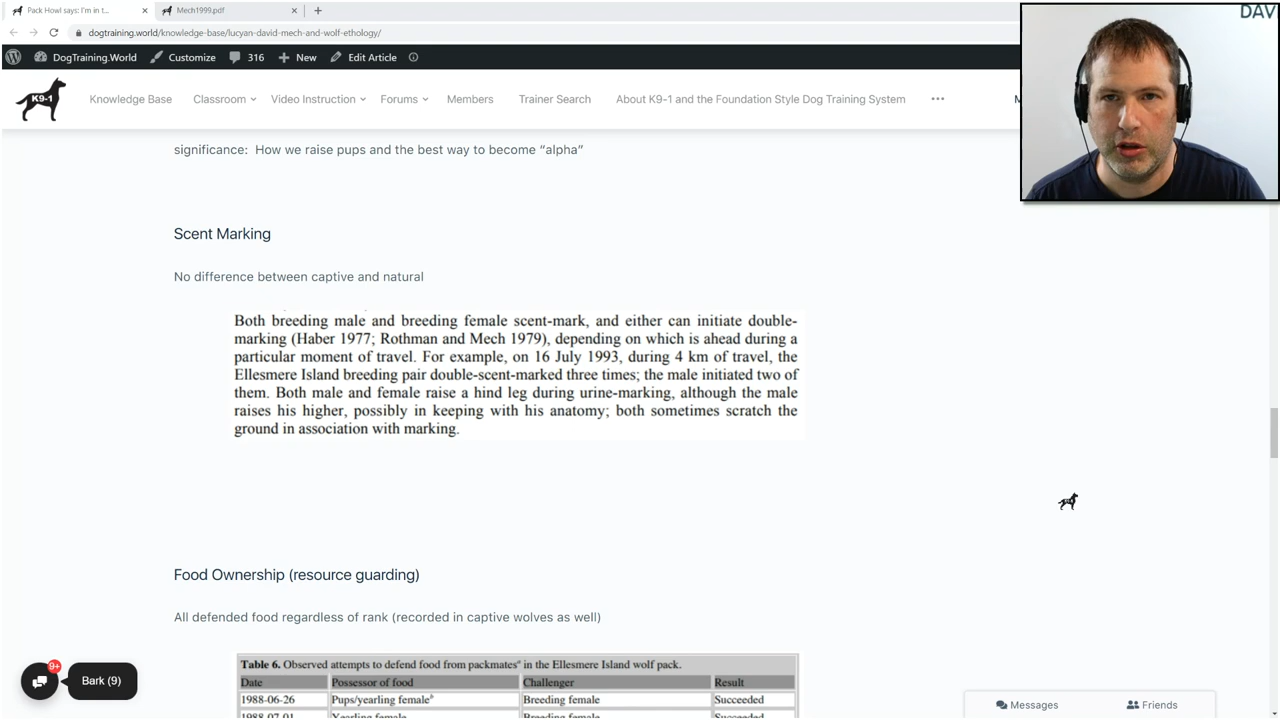 Pack Howl says: I'm in t...
Mech1999.pdf
DAV
dogtraining.world/knowledge-base/lucyan-david-mech-and-wolf-ethology/
DogTraining.World Customize 316 New Edit Article
K9-1
Knowledge Base Classroom Video Instruction Forums Members Trainer Search About K9-1 and the Foundation Style Dog Training System M
significance: How we raise pups and the best way to become “alpha”
Scent Marking
No difference between captive and natural
Both breeding male and breeding female scent-mark, and either can initiate double-
marking (Haber 1977; Rothman and Mech 1979), depending on which is ahead during a
particular moment of travel. For example, on 16 July 1993, during 4 km of travel, the
Ellesmere Island breeding pair double-scent-marked three times; the male initiated two of
them. Both male and female raise a hind leg during urine-marking, although the male
raises his higher, possibly in keeping with his anatomy; both sometimes scratch the
ground in association with marking.
Food Ownership (resource guarding)
All defended food regardless of rank (recorded in captive wolves as well)
Table 6. Observed attempts to defend food from packmatesᵃ in the Ellesmere Island wolf pack.
Date Possessor of food Challenger Result
1988-06-26 Pups/yearling femaleᵇ Breeding female Succeeded
1988-07-01 Yearling female Breeding female Succeeded
9+
Bark (9)
Messages Friends